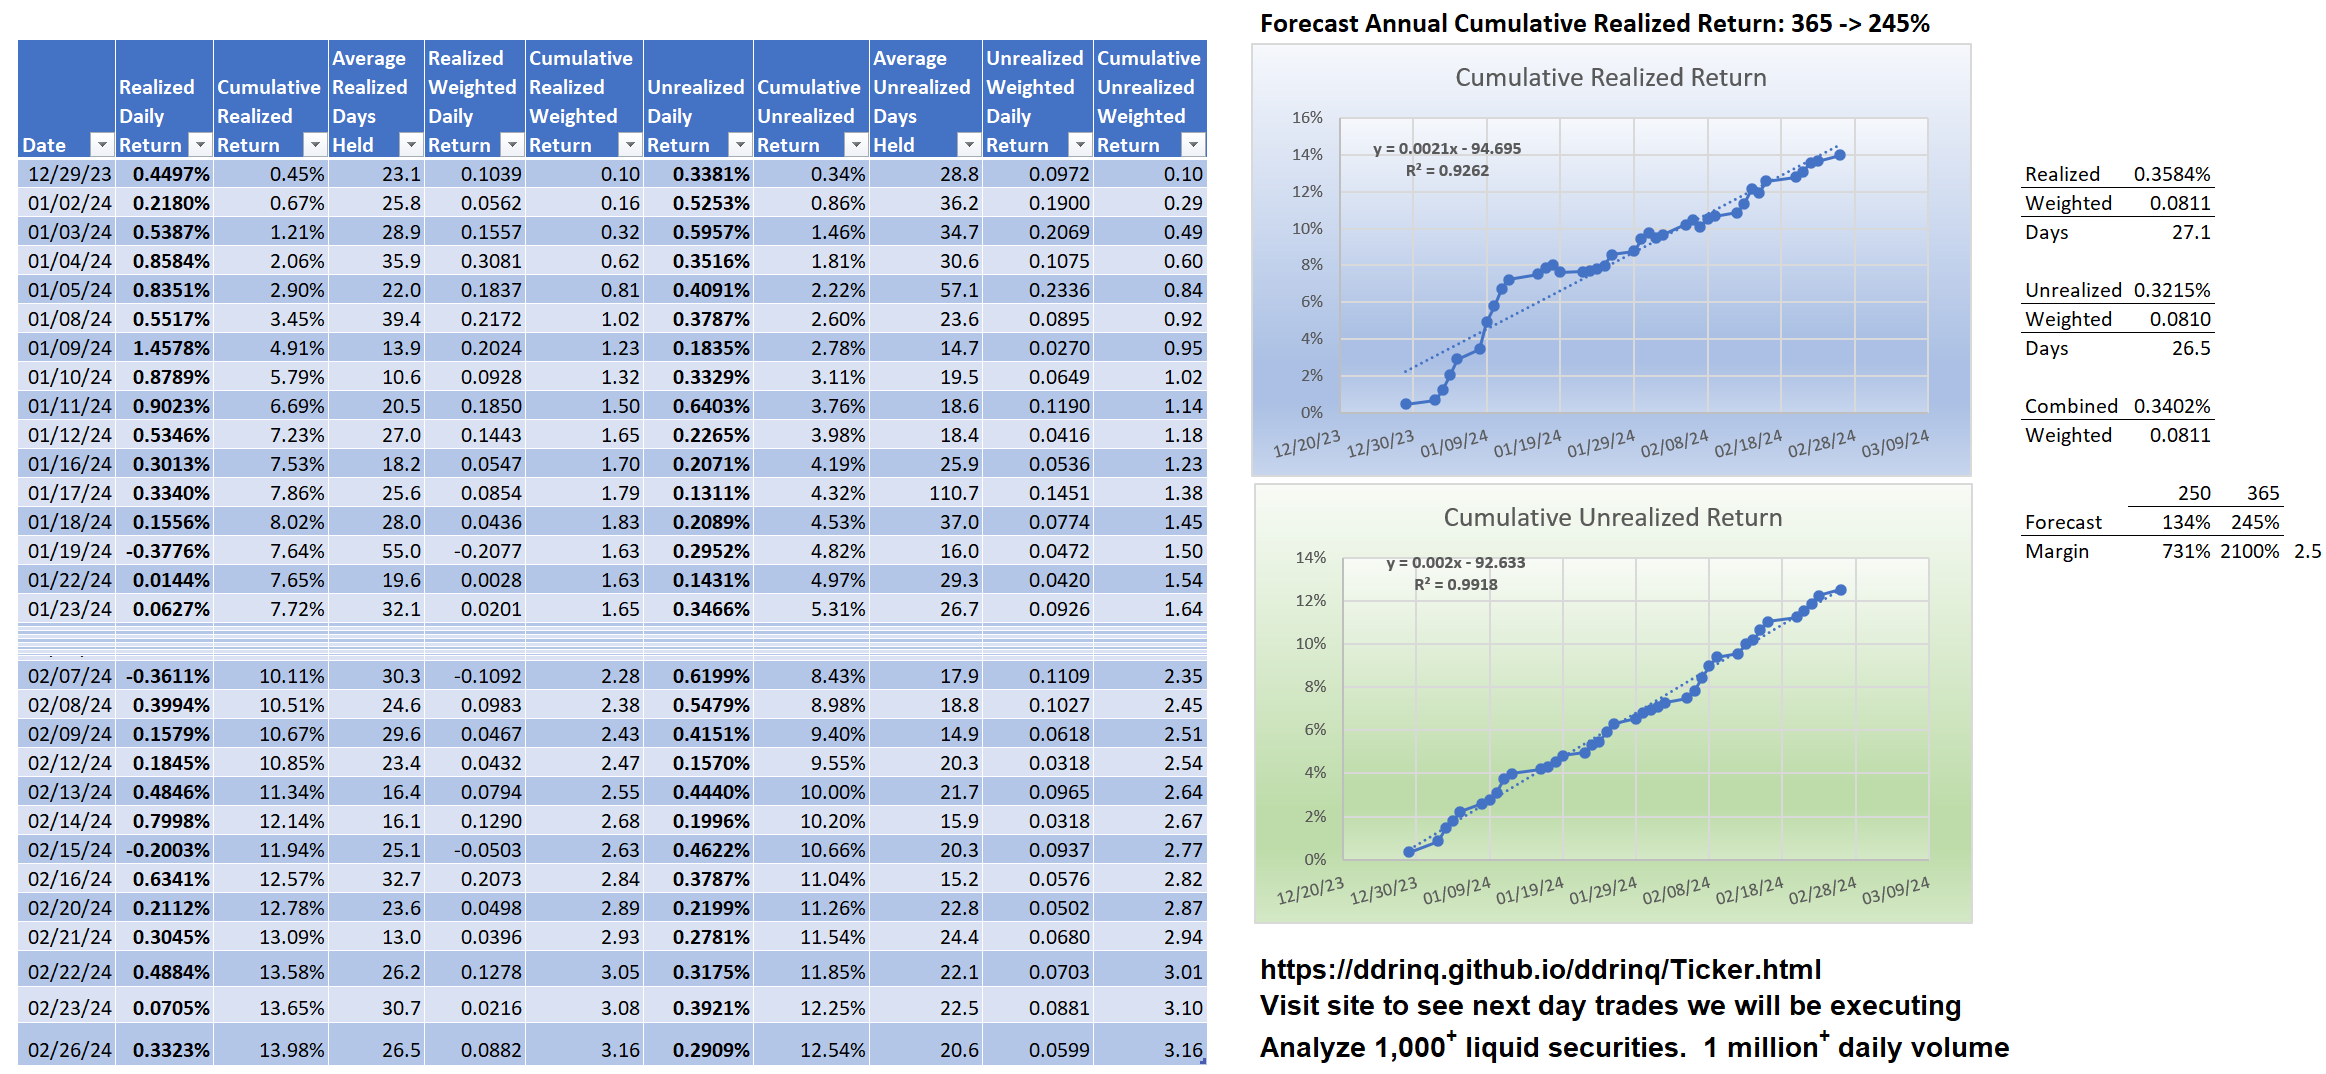 Forecast Annual Cumulative Realized Return: 365 -> 245%
Date Realized Daily Return Cumulative Realized Return Average Realized Days Held Realized Weighted Daily Return Cumulative Realized Weighted Return Unrealized Daily Return Cumulative Unrealized Return Average Unrealized Days Held Unrealized Weighted Daily Return Cumulative Unrealized Weighted Return
12/29/23 0.4497% 0.45% 23.1 0.1039 0.10 0.3381% 0.34% 28.8 0.0972 0.10
01/02/24 0.2180% 0.67% 25.8 0.0562 0.16 0.5253% 0.86% 36.2 0.1900 0.29
01/03/24 0.5387% 1.21% 28.9 0.1557 0.32 0.5957% 1.46% 34.7 0.2069 0.49
01/04/24 0.8584% 2.06% 35.9 0.3081 0.62 0.3516% 1.81% 30.6 0.1075 0.60
01/05/24 0.8351% 2.90% 22.0 0.1837 0.81 0.4091% 2.22% 57.1 0.2336 0.84
01/08/24 0.5517% 3.45% 39.4 0.2172 1.02 0.3787% 2.60% 23.6 0.0895 0.92
01/09/24 1.4578% 4.91% 13.9 0.2024 1.23 0.1835% 2.78% 14.7 0.0270 0.95
01/10/24 0.8789% 5.79% 10.6 0.0928 1.32 0.3329% 3.11% 19.5 0.0649 1.02
01/11/24 0.9023% 6.69% 20.5 0.1850 1.50 0.6403% 3.76% 18.6 0.1190 1.14
01/12/24 0.5346% 7.23% 27.0 0.1443 1.65 0.2265% 3.98% 18.4 0.0416 1.18
01/16/24 0.3013% 7.53% 18.2 0.0547 1.70 0.2071% 4.19% 25.9 0.0536 1.23
01/17/24 0.3340% 7.86% 25.6 0.0854 1.79 0.1311% 4.32% 110.7 0.1451 1.38
01/18/24 0.1556% 8.02% 28.0 0.0436 1.83 0.2089% 4.53% 37.0 0.0774 1.45
01/19/24 -0.3776% 7.64% 55.0 -0.2077 1.63 0.2952% 4.82% 16.0 0.0472 1.50
01/22/24 0.0144% 7.65% 19.6 0.0028 1.63 0.1431% 4.97% 29.3 0.0420 1.54
01/23/24 0.0627% 7.72% 32.1 0.0201 1.65 0.3466% 5.31% 26.7 0.0926 1.64
02/07/24 -0.3611% 10.11% 30.3 -0.1092 2.28 0.6199% 8.43% 17.9 0.1109 2.35
02/08/24 0.3994% 10.51% 24.6 0.0983 2.38 0.5479% 8.98% 18.8 0.1027 2.45
02/09/24 0.1579% 10.67% 29.6 0.0467 2.43 0.4151% 9.40% 14.9 0.0618 2.51
02/12/24 0.1845% 10.85% 23.4 0.0432 2.47 0.1570% 9.55% 20.3 0.0318 2.54
02/13/24 0.4846% 11.34% 16.4 0.0794 2.55 0.4440% 10.00% 21.7 0.0965 2.64
02/14/24 0.7998% 12.14% 16.1 0.1290 2.68 0.1996% 10.20% 15.9 0.0318 2.67
02/15/24 -0.2003% 11.94% 25.1 -0.0503 2.63 0.4622% 10.66% 20.3 0.0937 2.77
02/16/24 0.6341% 12.57% 32.7 0.2073 2.84 0.3787% 11.04% 15.2 0.0576 2.82
02/20/24 0.2112% 12.78% 23.6 0.0498 2.89 0.2199% 11.26% 22.8 0.0502 2.87
02/21/24 0.3045% 13.09% 13.0 0.0396 2.93 0.2781% 11.54% 24.4 0.0680 2.94
02/22/24 0.4884% 13.58% 26.2 0.1278 3.05 0.3175% 11.85% 22.1 0.0703 3.01
02/23/24 0.0705% 13.65% 30.7 0.0216 3.08 0.3921% 12.25% 22.5 0.0881 3.10
02/26/24 0.3323% 13.98% 26.5 0.0882 3.16 0.2909% 12.54% 20.6 0.0599 3.16
Cumulative Realized Return
y = 0.0021x - 94.695
R² = 0.9262
16%
14%
12%
10%
8%
6%
4%
2%
0%
12/20/23 12/30/23 01/09/24 01/19/24 01/29/24 02/08/24 02/18/24 02/28/24 03/09/24
Cumulative Unrealized Return
y = 0.002x - 92.633
R² = 0.9918
14%
12%
10%
8%
6%
4%
2%
0%
12/20/23 12/30/23 01/09/24 01/19/24 01/29/24 02/08/24 02/18/24 02/28/24 03/09/24
Realized 0.3584%
Weighted 0.0811
Days 27.1
Unrealized 0.3215%
Weighted 0.0810
Days 26.5
Combined 0.3402%
Weighted 0.0811
250 365
Forecast 134% 245%
Margin 731% 2100% 2.5
https://ddrinq.github.io/ddrinq/Ticker.html
Visit site to see next day trades we will be executing
Analyze 1,000+ liquid securities. 1 million+ daily volume